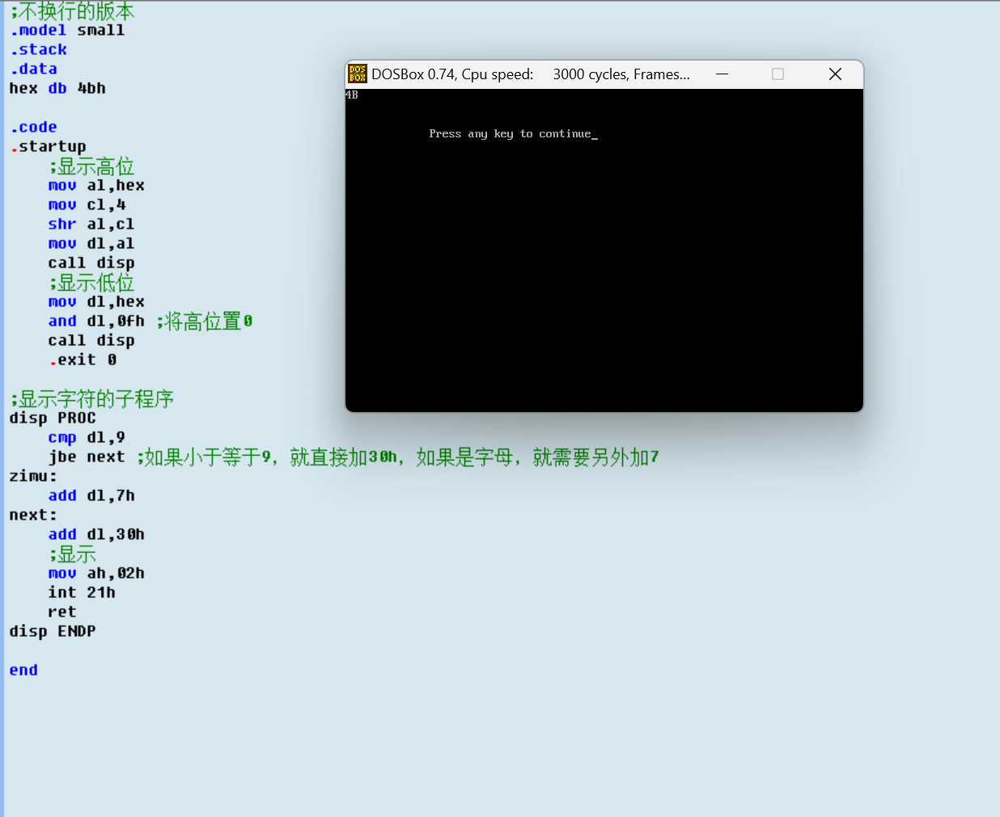 ;不换行的版本
.model small
.stack
.data
hex db 4bh
.code
.startup
;显示高位
mov al,hex
mov cl,4
shr al,cl
mov dl,al
call disp
;显示低位
mov dl,hex
and dl,0fh ;将高位置0
call disp
.exit 0
;显示字符的子程序
disp PROC
cmp dl,9
jbe next ;如果小于等于9，就直接加30h，如果是字母，就需要另外加7
zimu:
add dl,7h
next:
add dl,30h
;显示
mov ah,02h
int 21h
ret
disp ENDP
end
DOS BOX
DOSBox 0.74, Cpu speed: 3000 cycles, Frames...
4B
Press any key to continue_